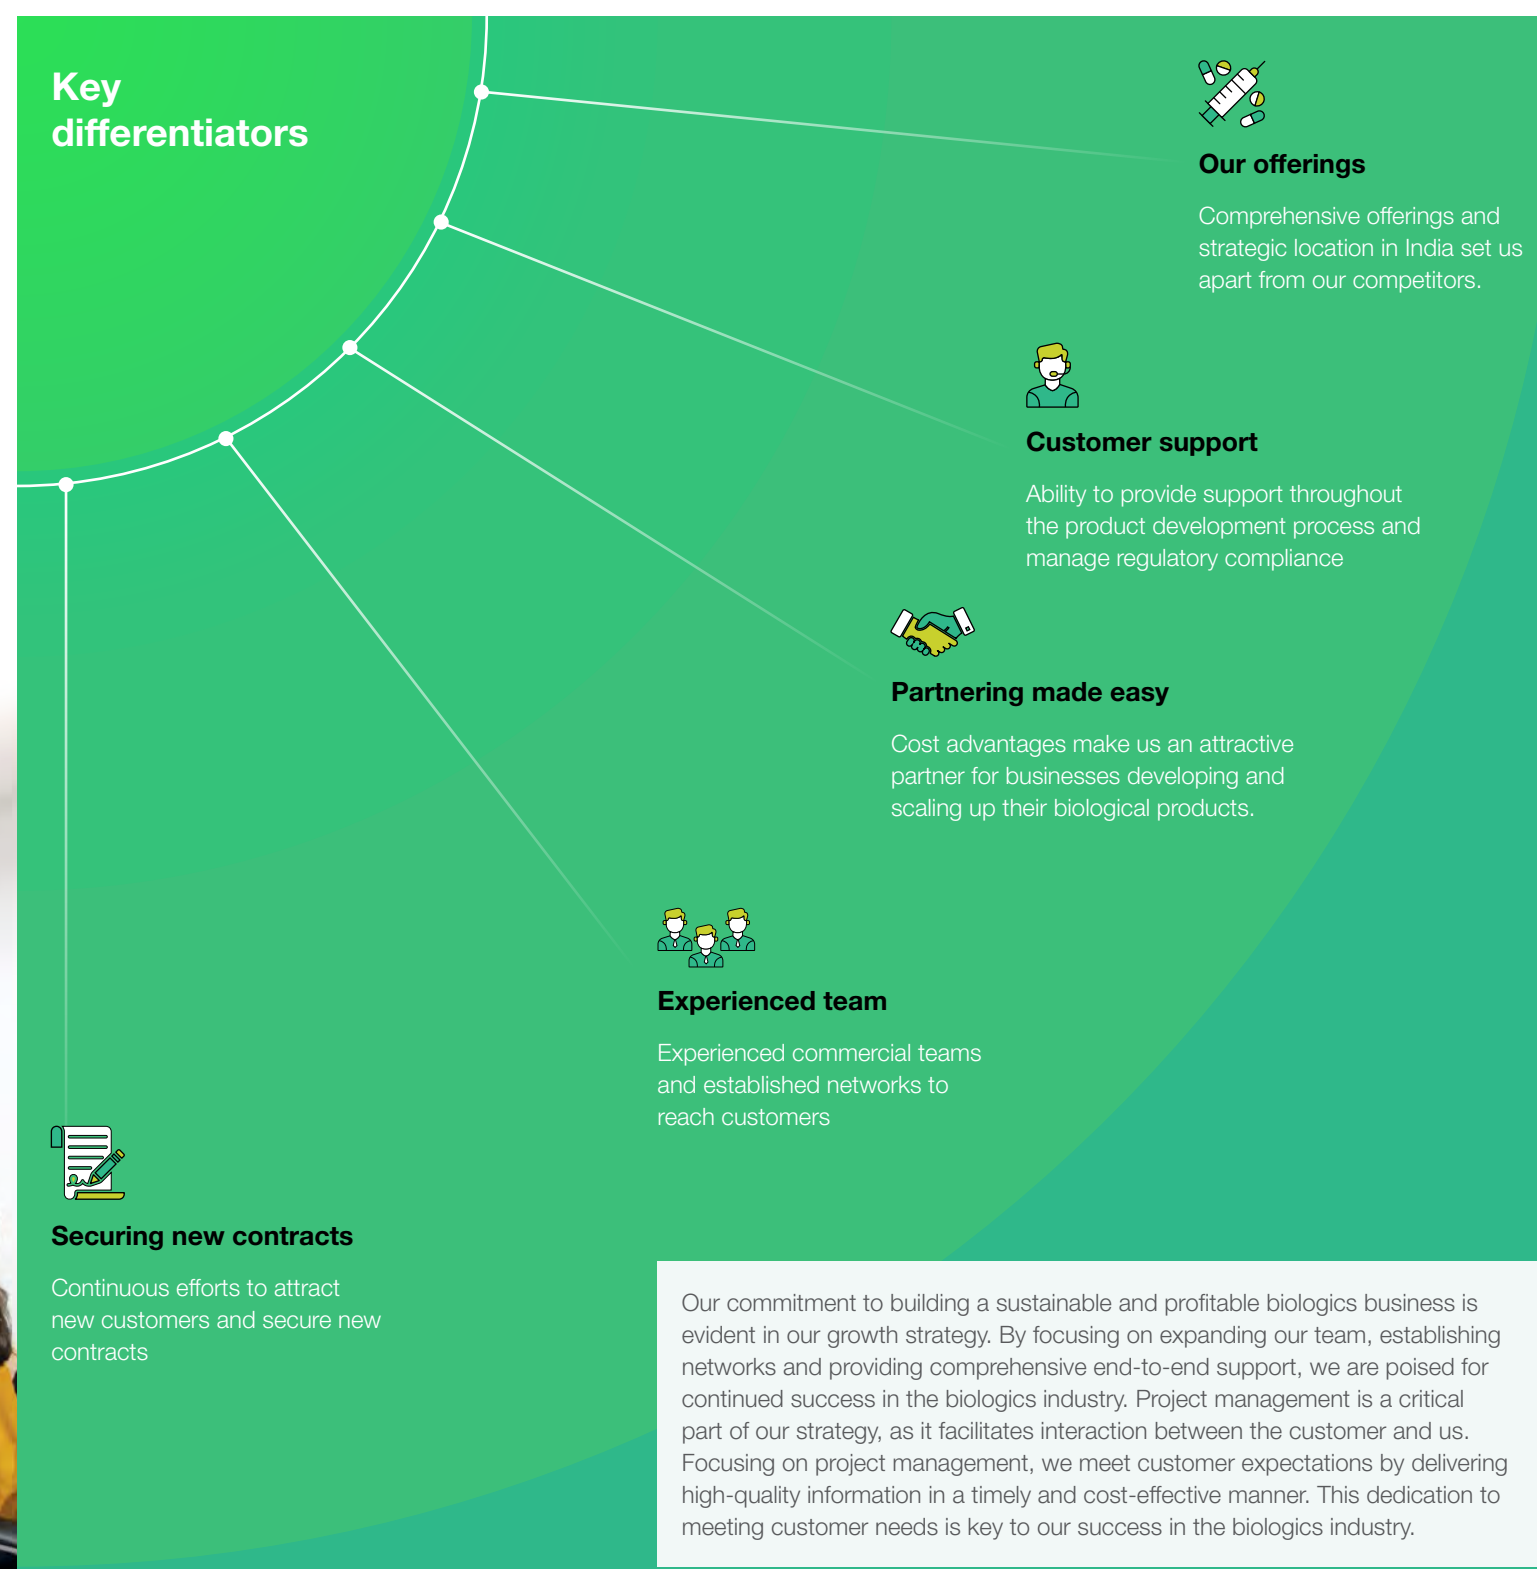 Key
differentiators
Our offerings
Comprehensive offerings and
strategic location in India set us
apart from our competitors.
Customer support
Ability to provide support throughout
the product development process and
manage regulatory compliance
Partnering made easy
Cost advantages make us an attractive
partner for businesses developing and
scaling up their biological products.
Experienced team
Experienced commercial teams
and established networks to
reach customers
Securing new contracts
Continuous efforts to attract
new customers and secure new
contracts
Our commitment to building a sustainable and profitable biologics business is
evident in our growth strategy. By focusing on expanding our team, establishing
networks and providing comprehensive end-to-end support, we are poised for
continued success in the biologics industry. Project management is a critical
part of our strategy, as it facilitates interaction between the customer and us.
Focusing on project management, we meet customer expectations by delivering
high-quality information in a timely and cost-effective manner. This dedication to
meeting customer needs is key to our success in the biologics industry.